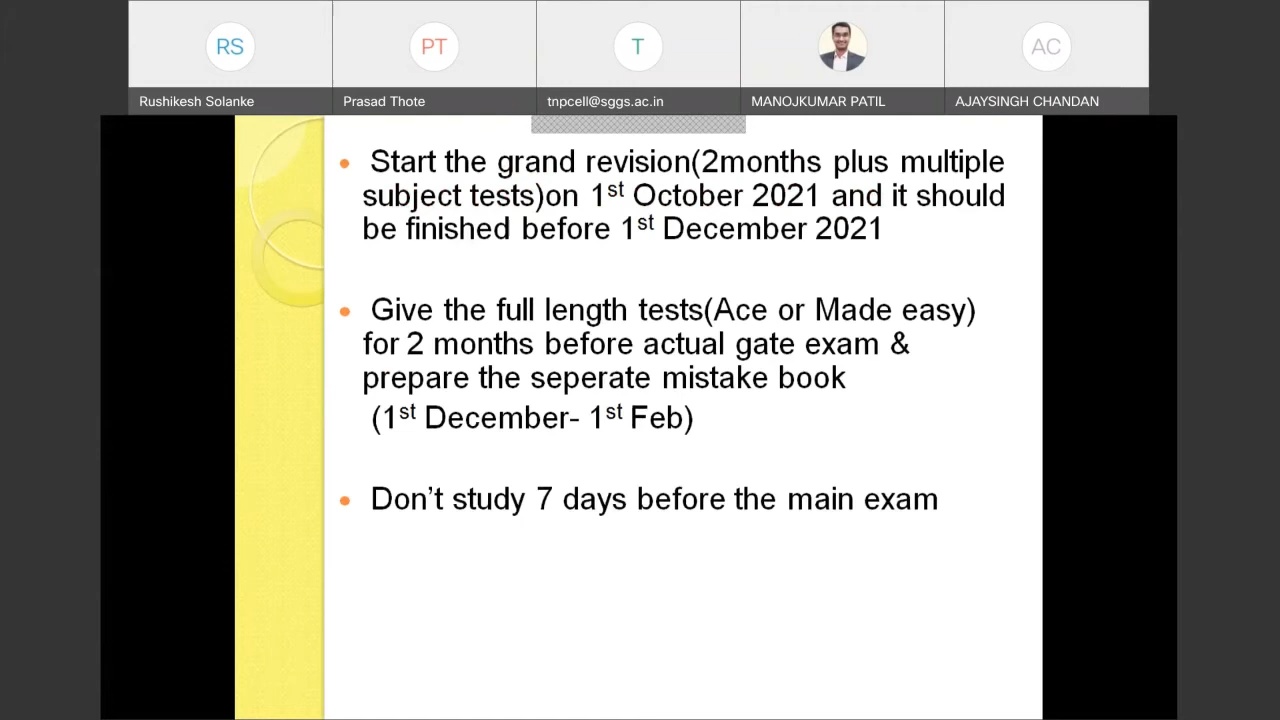 RS
PT
T
AC
Rushikesh Solanke
Prasad Thote
tnpcell@sggs.ac.in
MANOJKUMAR PATIL
AJAYSINGH CHANDAN
• Start the grand revision(2months plus multiple
subject tests)on 1st October 2021 and it should
be finished before 1st December 2021
• Give the full length tests(Ace or Made easy)
for 2 months before actual gate exam &
prepare the seperate mistake book
(1st December- 1st Feb)
• Don't study 7 days before the main exam